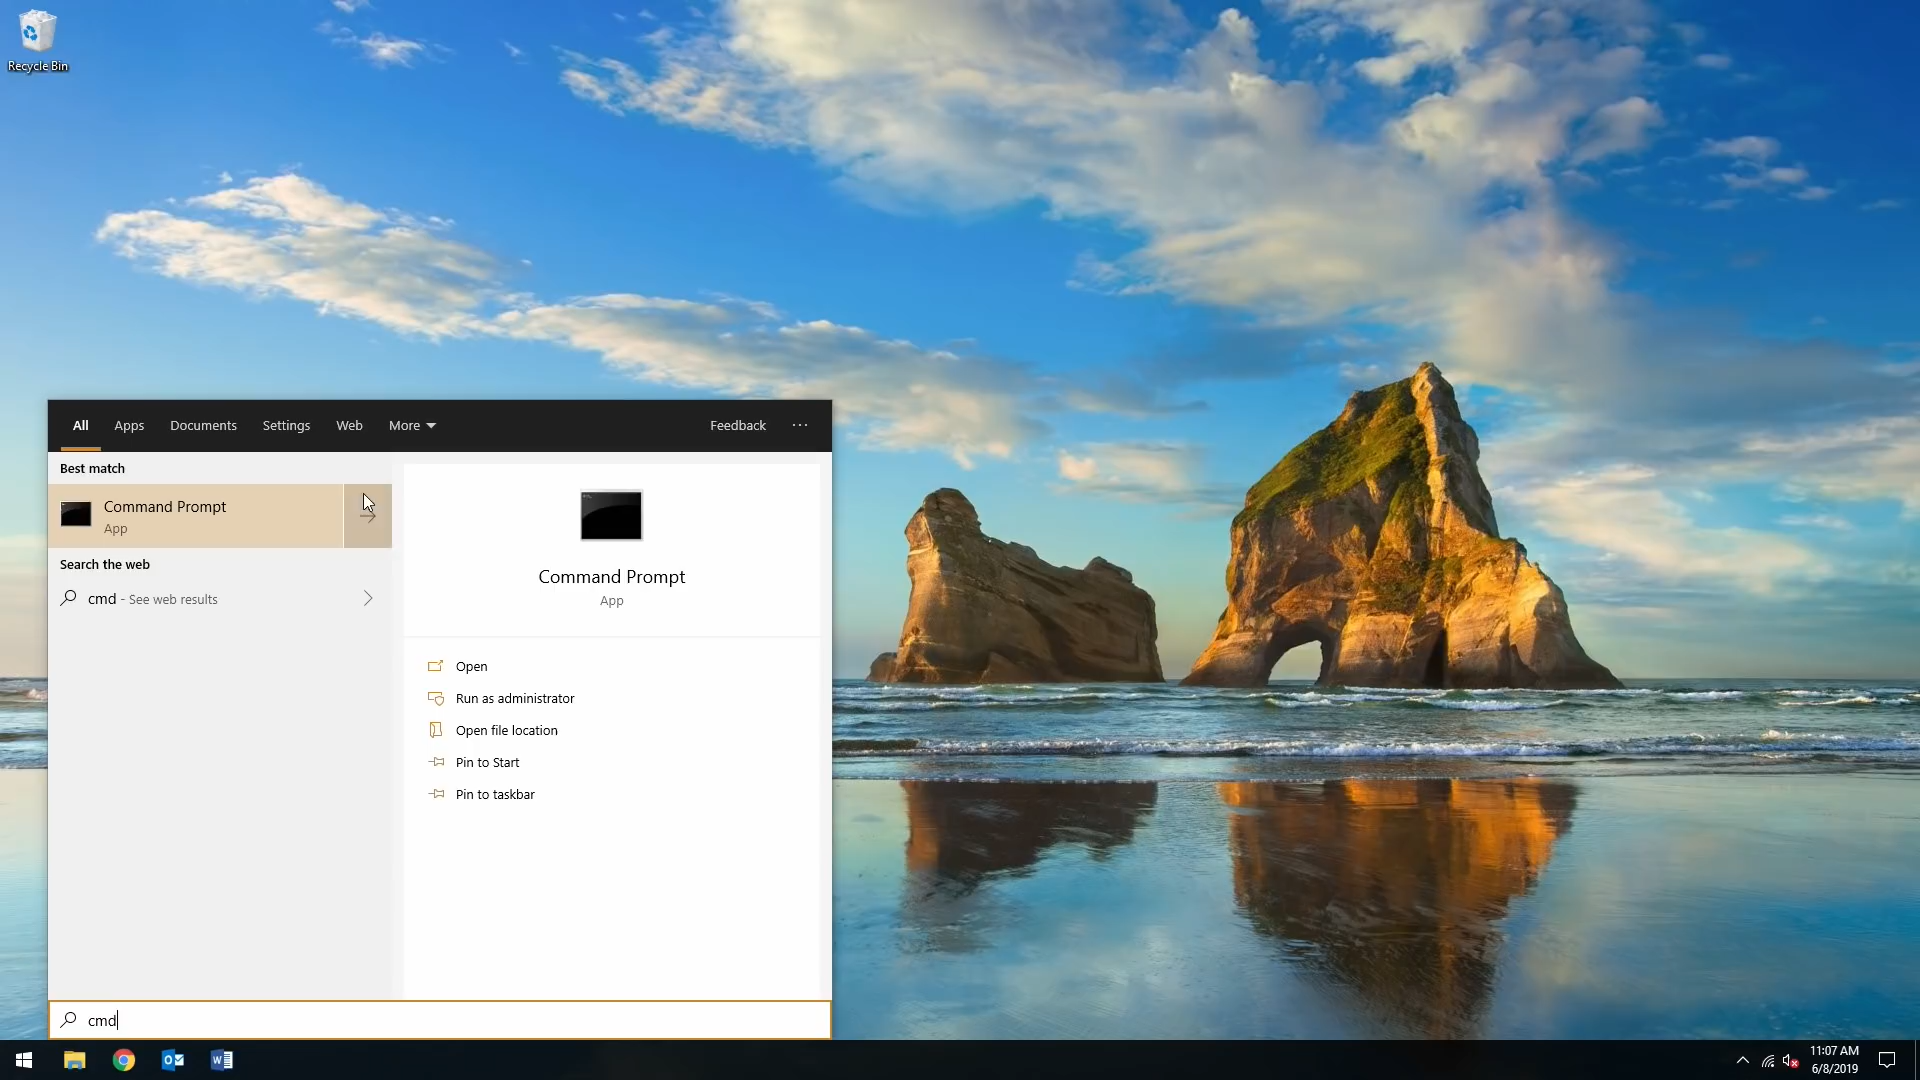 Recycle Bin
All Apps Documents Settings Web More Feedback ...
Best match
Command Prompt
App
Search the web
cmd - See web results
Command Prompt
App
Open
Run as administrator
Open file location
Pin to Start
Pin to taskbar
cmd
11:07 AM
6/8/2019